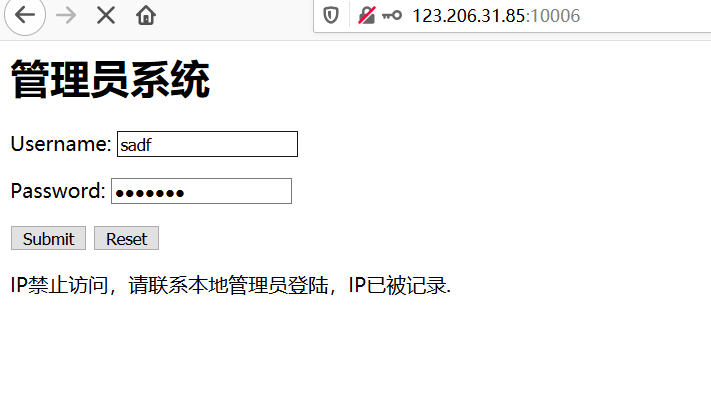 123.206.31.85:10006
管理员系统
Username: sadf
Password: •••••••
Submit Reset
IP禁止访问，请联系本地管理员登陆，IP已被记录.